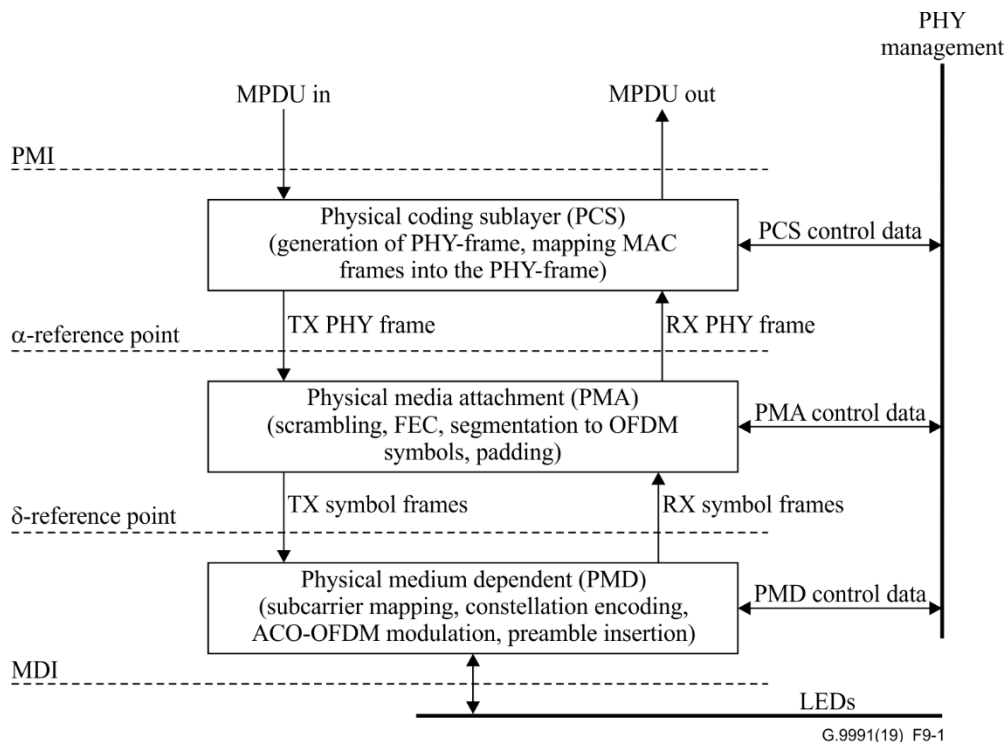 PHY
management
MPDU in
MPDU out
PMI
Physical coding sublayer (PCS)
(generation of PHY-frame, mapping MAC
frames into the PHY-frame)
PCS control data
TX PHY frame
RX PHY frame
α-reference point
Physical media attachment (PMA)
(scrambling, FEC, segmentation to OFDM
symbols, padding)
PMA control data
TX symbol frames
RX symbol frames
δ-reference point
Physical medium dependent (PMD)
(subcarrier mapping, constellation encoding,
ACO-OFDM modulation, preamble insertion)
PMD control data
MDI
LEDs
G.9991(19)_F9-1